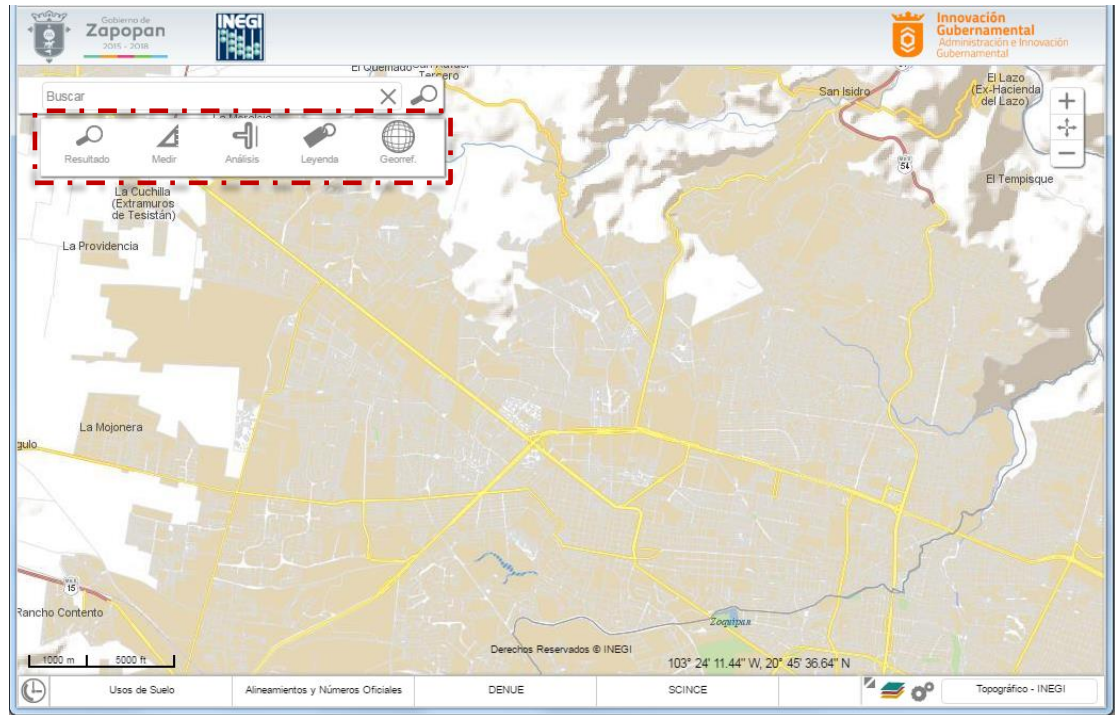 Gobierno de
Zapopan
2015 - 2018
INEGI
Innovación
Gubernamental
Administración e Innovación
Gubernamental
El Quemado
Tercero
Buscar
San Isidro
El Lazo
(Ex-Hacienda
del Lazo)
Resultado
Medir
Análisis
Leyenda
Georref.
54
El Tempisque
La Cuchilla
(Extramuros
de Tesistán)
La Providencia
La Mojonera
gulo
15
Rancho Contento
Zoquipan
Derechos Reservados © INEGI
1000 m
5000 ft
103° 24' 11.44" W, 20° 45' 36.64" N
Usos de Suelo
Alineamientos y Números Oficiales
DENUE
SCINCE
Topográfico - INEGI